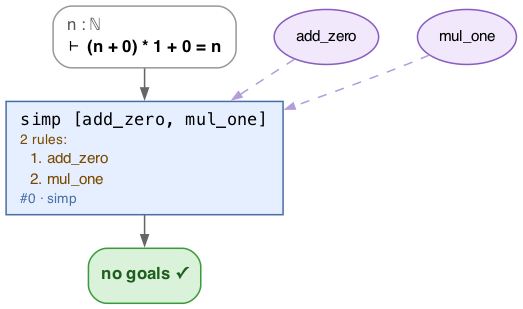 n : ℕ
⊢ (n + 0) * 1 + 0 = n
add_zero
mul_one
simp [add_zero, mul_one]
2 rules:
1. add_zero
2. mul_one
#0 · simp
no goals ✓